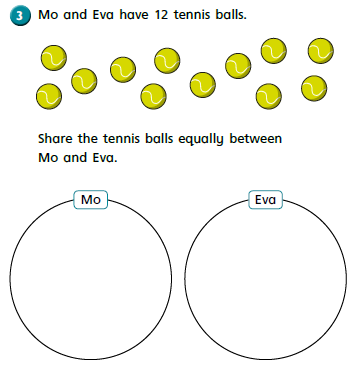 3 Mo and Eva have 12 tennis balls.
Share the tennis balls equally between
Mo and Eva.
Mo
Eva